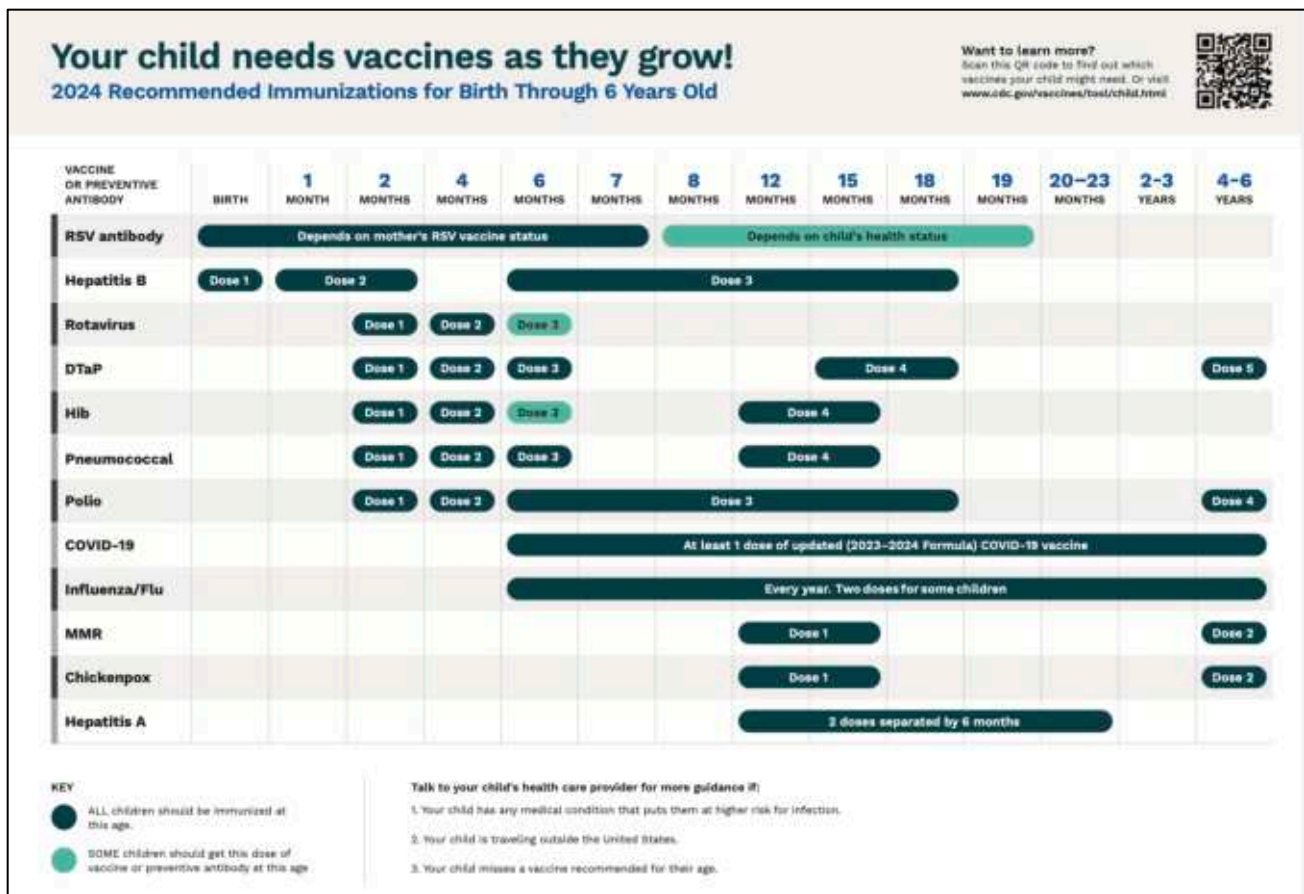 Your child needs vaccines as they grow!
2024 Recommended Immunizations for Birth Through 6 Years Old
Want to learn more?
Scan this QR code to find out which
vaccines your child might need. Or visit
www.cdc.gov/vaccines/tool/child.html
VACCINE
OR PREVENTIVE
ANTIBODY
BIRTH
1
MONTH
2
MONTHS
4
MONTHS
6
MONTHS
7
MONTHS
8
MONTHS
12
MONTHS
15
MONTHS
18
MONTHS
19
MONTHS
20–23
MONTHS
2–3
YEARS
4–6
YEARS
RSV antibody
Depends on mother's RSV vaccine status
Depends on child's health status
Hepatitis B
Dose 1
Dose 2
Dose 3
Rotavirus
Dose 1
Dose 2
Dose 3
DTaP
Dose 1
Dose 2
Dose 3
Dose 4
Dose 5
Hib
Dose 1
Dose 2
Dose 3
Dose 4
Pneumococcal
Dose 1
Dose 2
Dose 3
Dose 4
Polio
Dose 1
Dose 2
Dose 3
Dose 4
COVID-19
At least 1 dose of updated (2023–2024 Formula) COVID-19 vaccine
Influenza/Flu
Every year. Two doses for some children
MMR
Dose 1
Dose 2
Chickenpox
Dose 1
Dose 2
Hepatitis A
2 doses separated by 6 months
KEY
ALL children should be immunized at
this age.
SOME children should get this dose of
vaccine or preventive antibody at this age
Talk to your child's health care provider for more guidance if:
1. Your child has any medical condition that puts them at higher risk for infection.
2. Your child is traveling outside the United States.
3. Your child misses a vaccine recommended for their age.